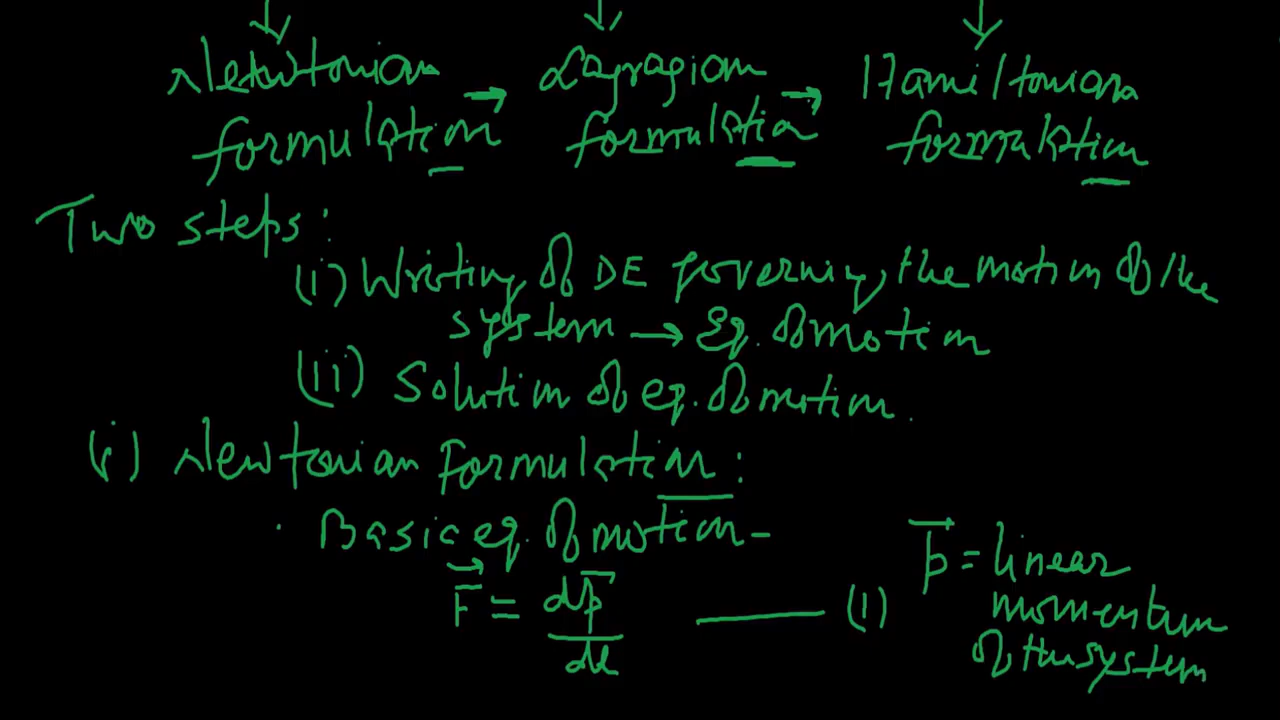 Newtonian → Lagragian → Hamiltonian
formulation formulation formulation
Two steps:
(i) Writing of DE governing the motion of the
system → Eq. of motion
(ii) Solution of eq. of motion.
(i) Newtonian formulation:
· Basic eq. of motion –
F⃗ = dp⃗/dt —— (1)
p⃗ = linear
momentum
of the system